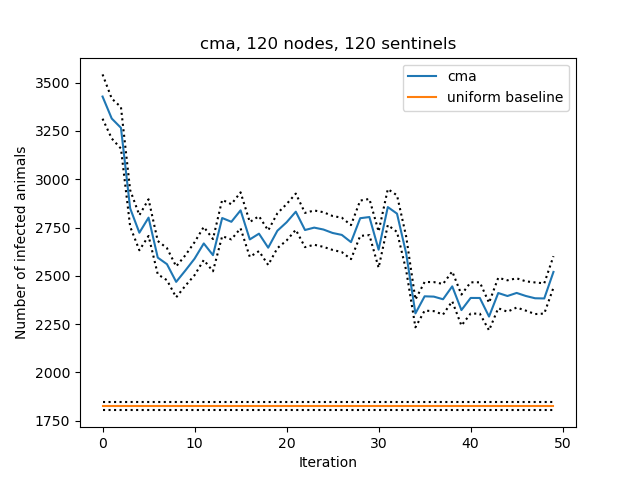 cma, 120 nodes, 120 sentinels
cma
uniform baseline
3500
3250
3000
2750
2500
2250
2000
1750
Number of infected animals
0
10
20
30
40
50
Iteration